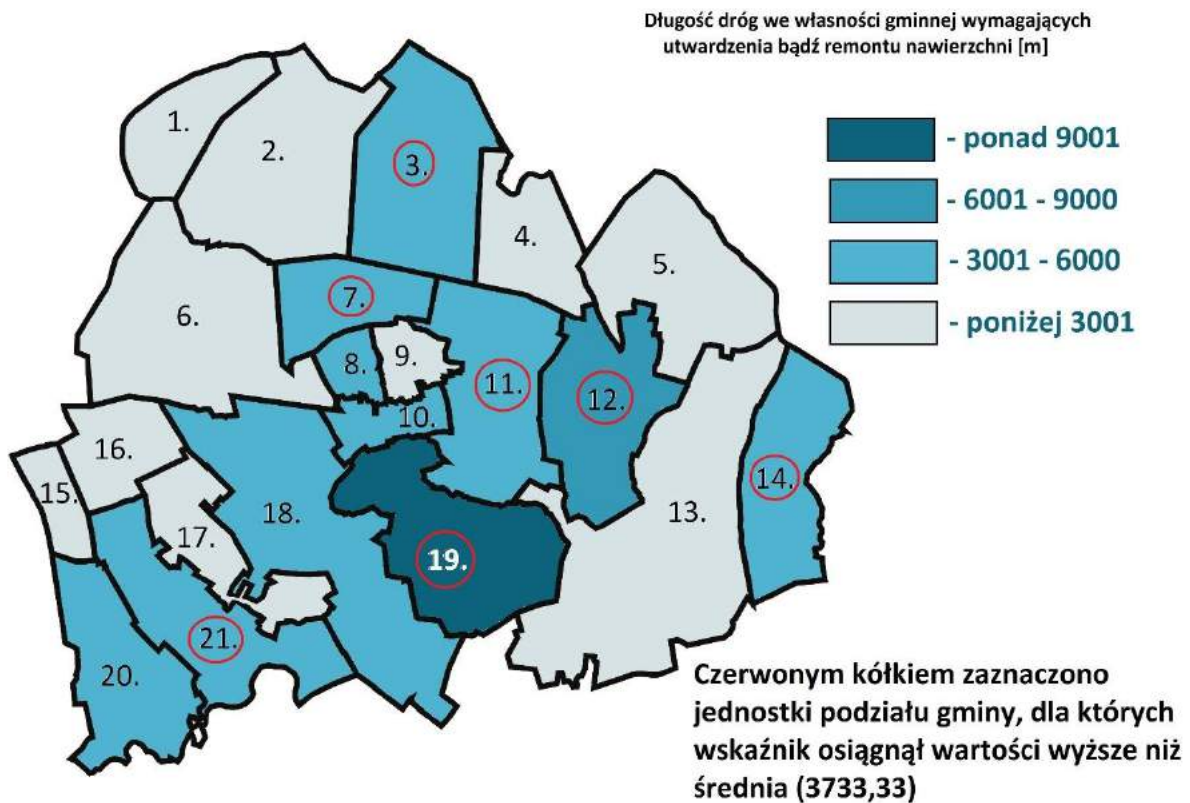 Długość dróg we własności gminnej wymagających
utwardzenia bądź remontu nawierzchni [m]
- ponad 9001
- 6001 - 9000
- 3001 - 6000
- poniżej 3001
1.
2.
3.
4.
5.
6.
7.
8.
9.
10.
11.
12.
13.
14.
15.
16.
17.
18.
19.
20.
21.
Czerwonym kółkiem zaznaczono
jednostki podziału gminy, dla których
wskaźnik osiągnął wartości wyższe niż
średnia (3733,33)